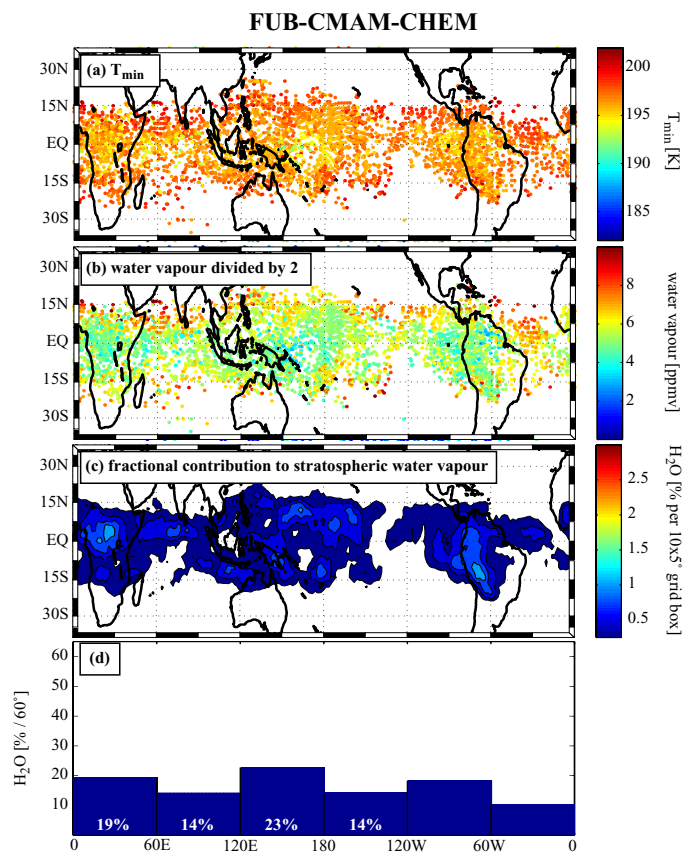 FUB-CMAM-CHEM
(a) Tmin
30N
15N
EQ
15S
30S
200
195
190
185
Tmin [K]
(b) water vapour divided by 2
30N
15N
EQ
15S
30S
8
6
4
2
water vapour [ppmv]
(c) fractional contribution to stratospheric water vapour
30N
15N
EQ
15S
30S
2.5
2
1.5
1
0.5
H2O [% per 10x5° grid box]
(d)
60
50
40
30
20
10
H2O [% / 60°]
19% 14% 23% 14%
0 60E 120E 180 120W 60W 0